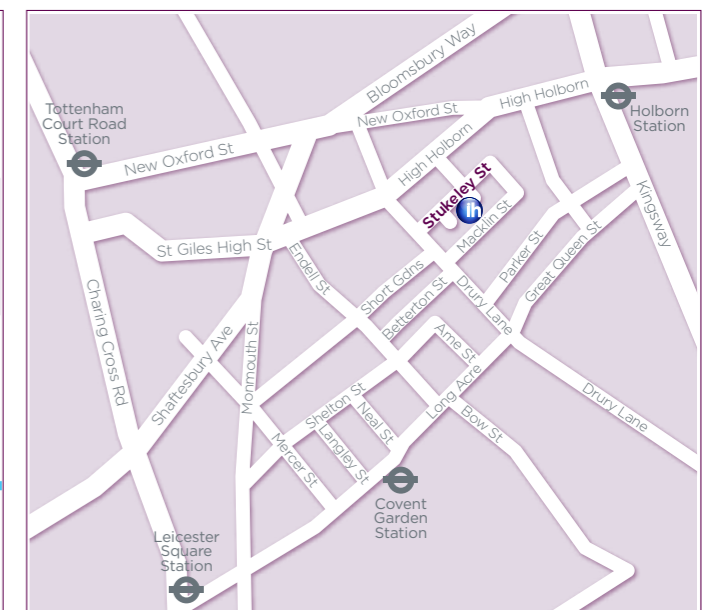 Bloomsbury Way
New Oxford St
High Holborn
Tottenham
Court Road
Station
Holborn
Station
New Oxford St
High Holborn
Stukeley St
ih
Macklin St
Kingsway
St Giles High St
Endell St
Parker St
Great Queen St
Short Gdns
Betterton St
Drury Lane
Charing Cross Rd
Shaftesbury Ave
Monmouth St
Arne St
Long Acre
Drury Lane
Shelton St
Neal St
Bow St
Langley St
Mercer St
Covent
Garden
Station
Leicester
Square
Station